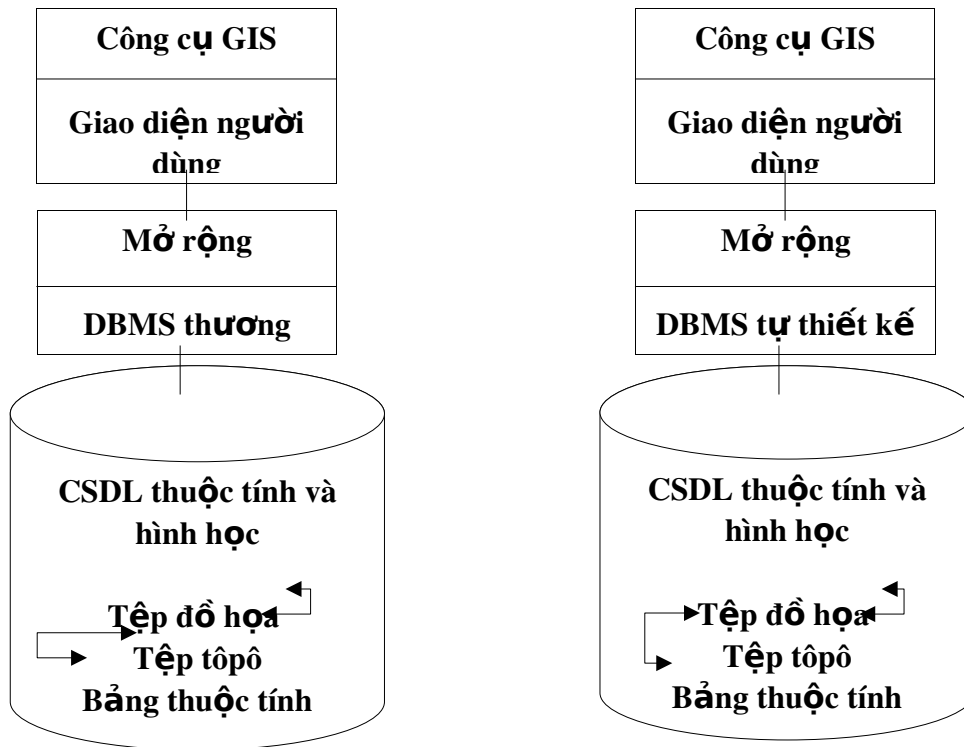 Công cụ GIS
Giao diện người
dùng
Mở rộng
DBMS thương
CSDL thuộc tính và
hình học
Tệp đồ họa
Tệp tôpô
Bảng thuộc tính
Công cụ GIS
Giao diện người
dùng
Mở rộng
DBMS tự thiết kế
CSDL thuộc tính và
hình học
Tệp đồ họa
Tệp tôpô
Bảng thuộc tính